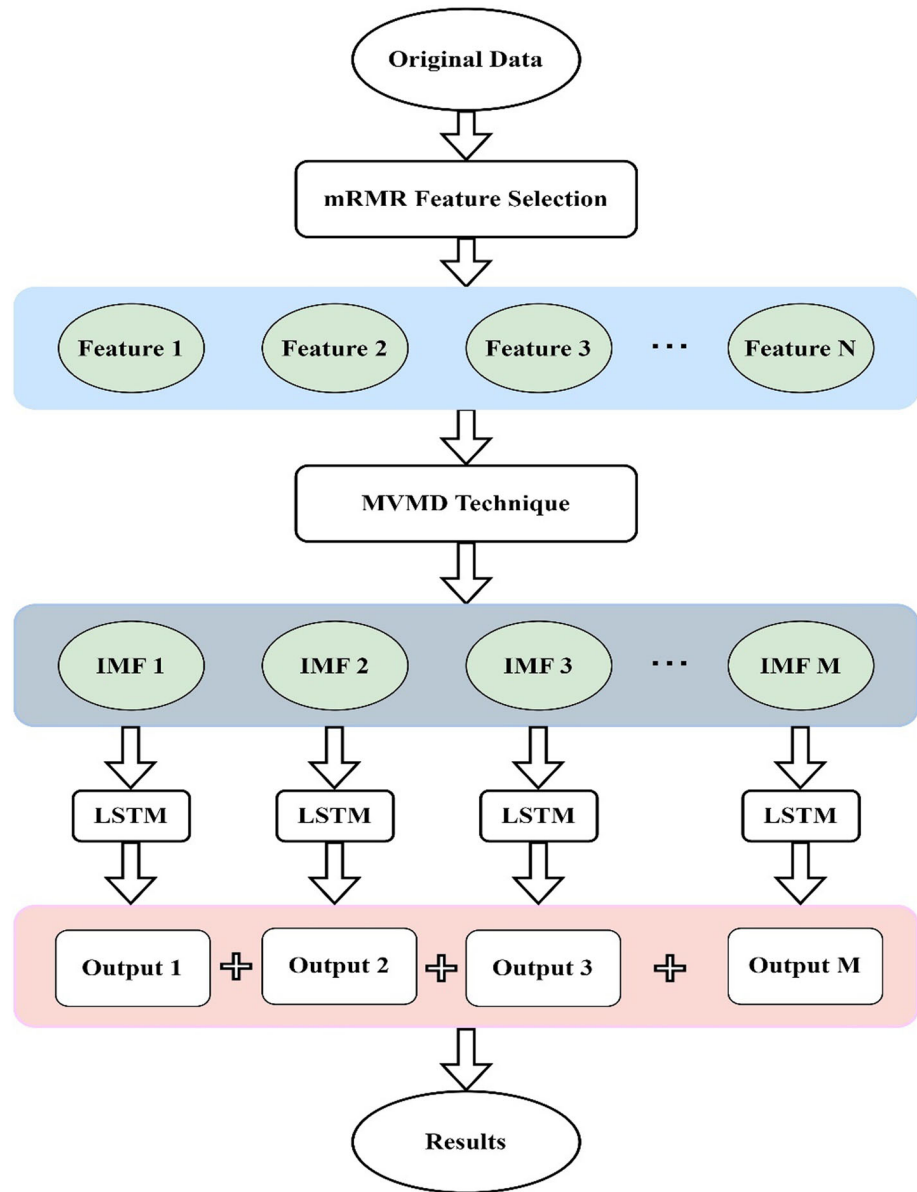 Original Data
mRMR Feature Selection
Feature 1 Feature 2 Feature 3 ... Feature N
MVMD Technique
IMF 1 IMF 2 IMF 3 ... IMF M
LSTM LSTM LSTM LSTM
Output 1 + Output 2 + Output 3 + Output M
Results